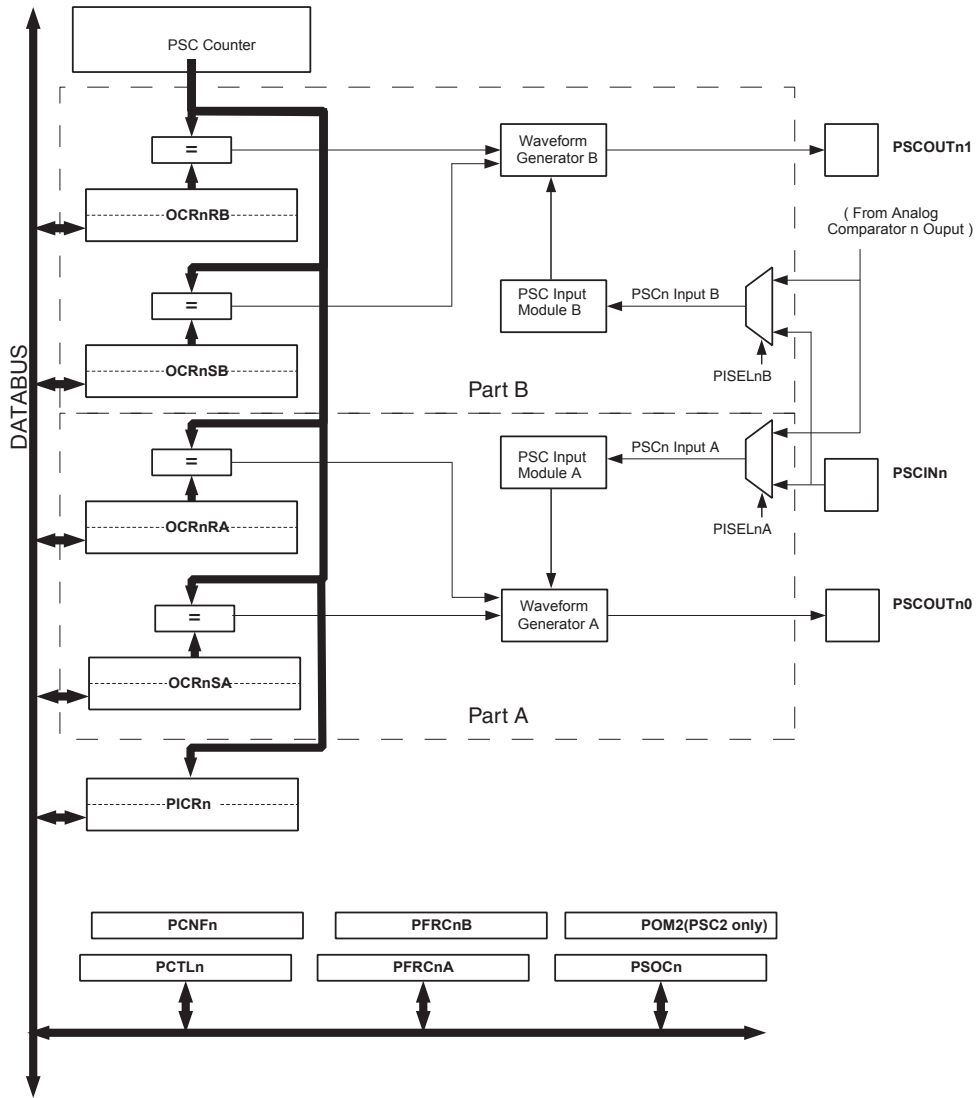 PSC Counter
=
Waveform
Generator B
PSCOUTn1
OCRnRB
( From Analog
Comparator n Ouput )
=
PSC Input
Module B
PSCn Input B
OCRnSB
PISELnB
Part B
DATABUS
=
PSC Input
Module A
PSCn Input A
PSCINn
OCRnRA
PISELnA
=
Waveform
Generator A
PSCOUTn0
OCRnSA
Part A
PICRn
PCNFn
PFRCnB
POM2(PSC2 only)
PCTLn
PFRCnA
PSOCn